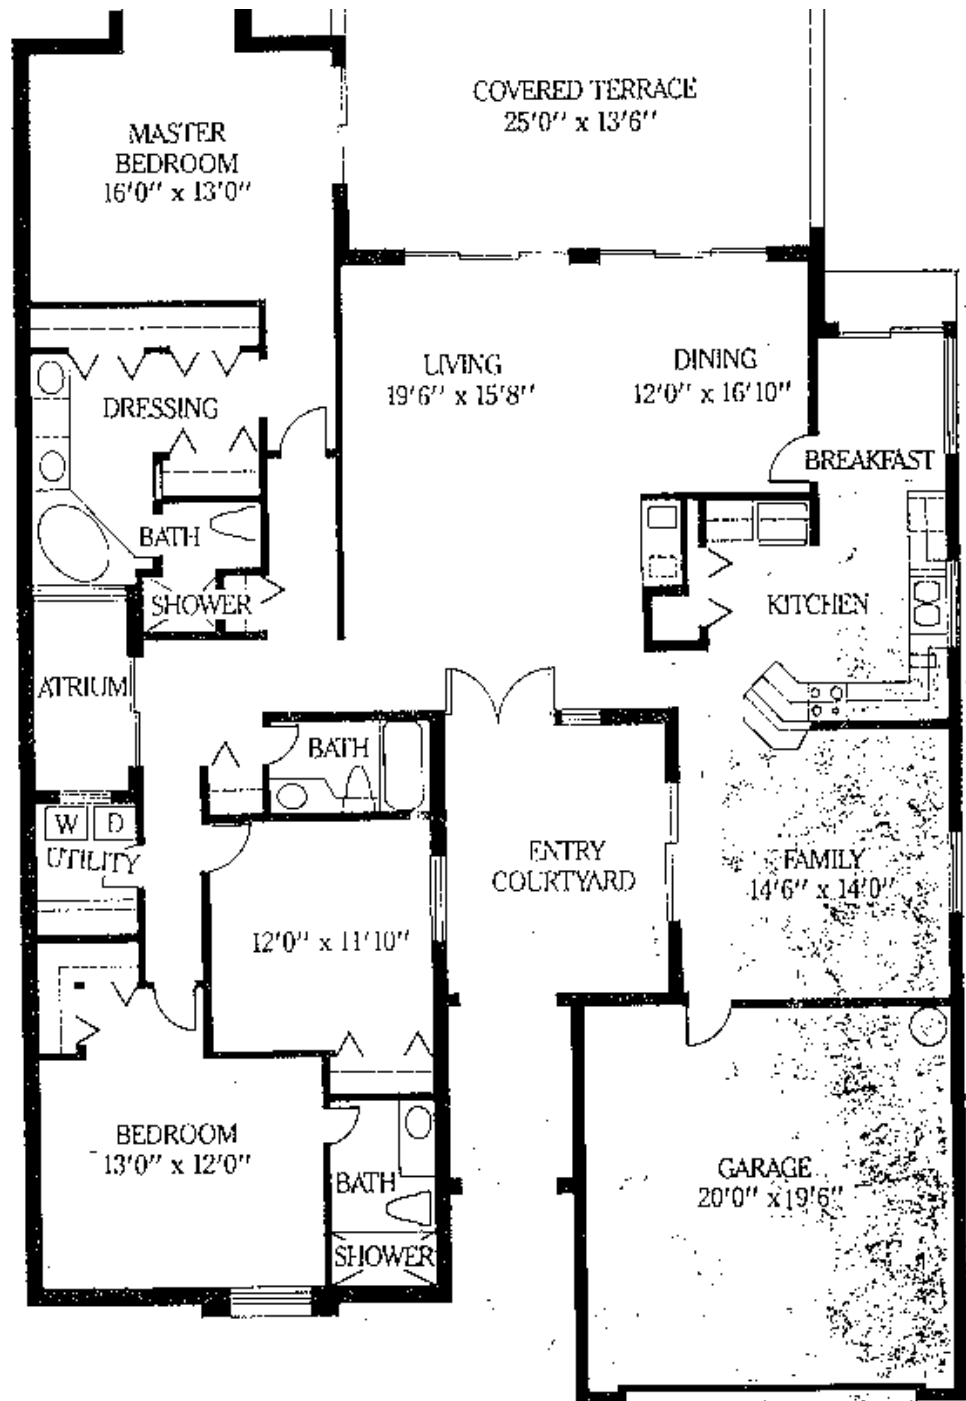 COVERED TERRACE
25'0" x 13'6"
MASTER
BEDROOM
16'0" x 13'0"
LIVING
19'6" x 15'8"
DINING
12'0" x 16'10"
DRESSING
BREAKFAST
BATH
SHOWER
KITCHEN
ATRIUM
BATH
W D
UTILITY
ENTRY
COURTYARD
FAMILY
14'6" x 14'0"
12'0" x 11'10"
BEDROOM
13'0" x 12'0"
BATH
SHOWER
GARAGE
20'0" x 19'6"